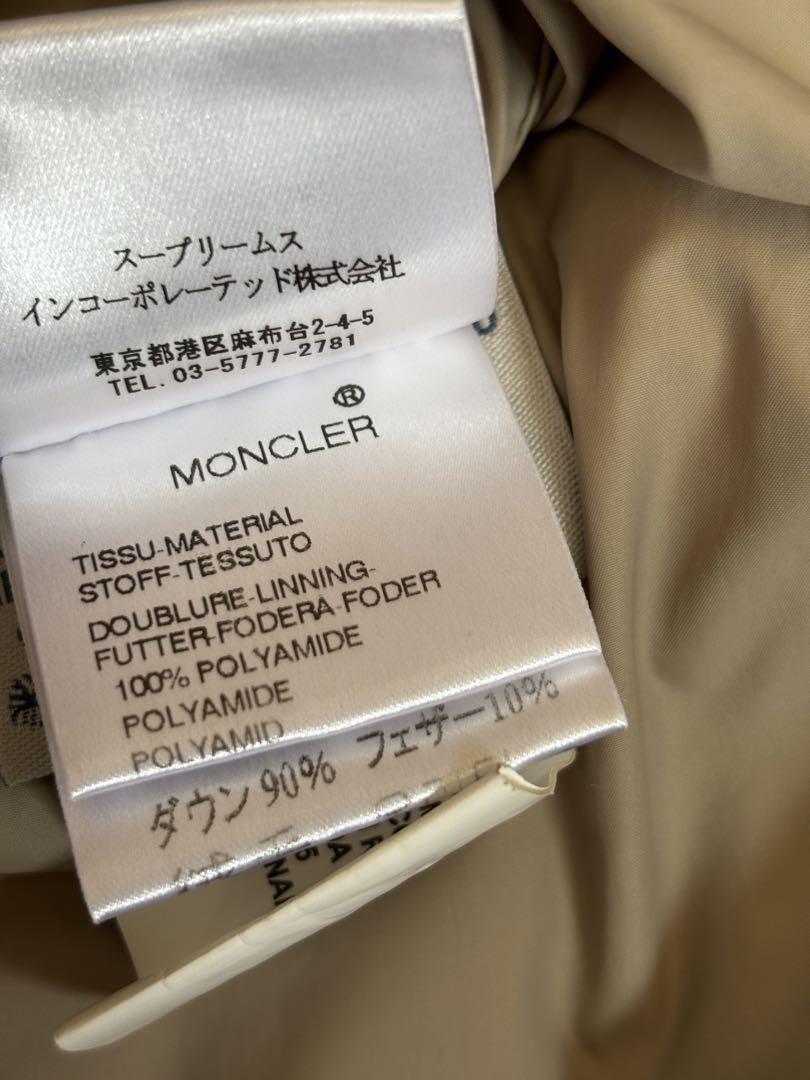 スープリームス
インコーポレーテッド株式会社
東京都港区麻布台2-4-5
TEL. 03-5777-2781
®
MONCLER
TISSU-MATERIAL
STOFF-TESSUTO
DOUBLURE-LINNING-
FUTTER-FODERA-FODER
100% POLYAMIDE
POLYAMIDE
POLYAMID
ダウン90% フェザー10%